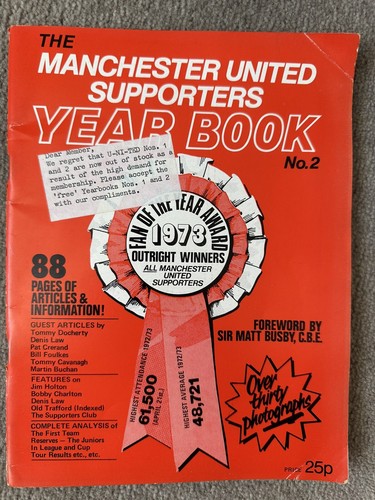 THE
MANCHESTER UNITED
SUPPORTERS
YEAR BOOK
No.2
Dear Member,
We regret that U-NI-TED Nos. 1
and 2 are now out of stock as a
result of the high demand for
membership. Please accept the
'free' Yearbooks Nos. 1 and 2
with our compliments.
FAN OF THE YEAR AWARD
1973
OUTRIGHT WINNERS
ALL MANCHESTER
UNITED
SUPPORTERS
88
PAGES OF
ARTICLES &
INFORMATION!
GUEST ARTICLES by
Tommy Docherty
Denis Law
Pat Crerand
Bill Foulkes
Tommy Cavanagh
Martin Buchan
FEATURES on
Jim Holton
Bobby Charlton
Denis Law
Old Trafford (Indexed)
The Supporters Club
COMPLETE ANALYSIS of
The First Team
Reserves — The Juniors
In League and Cup
Tour Results etc., etc.
HIGHEST ATTENDANCE 1972/73
61,500
(APRIL 21st.)
HIGHEST AVERAGE 1972/73
48,721
FOREWORD BY
SIR MATT BUSBY, C.B.E.
Over
thirty
photographs
PRICE 25p